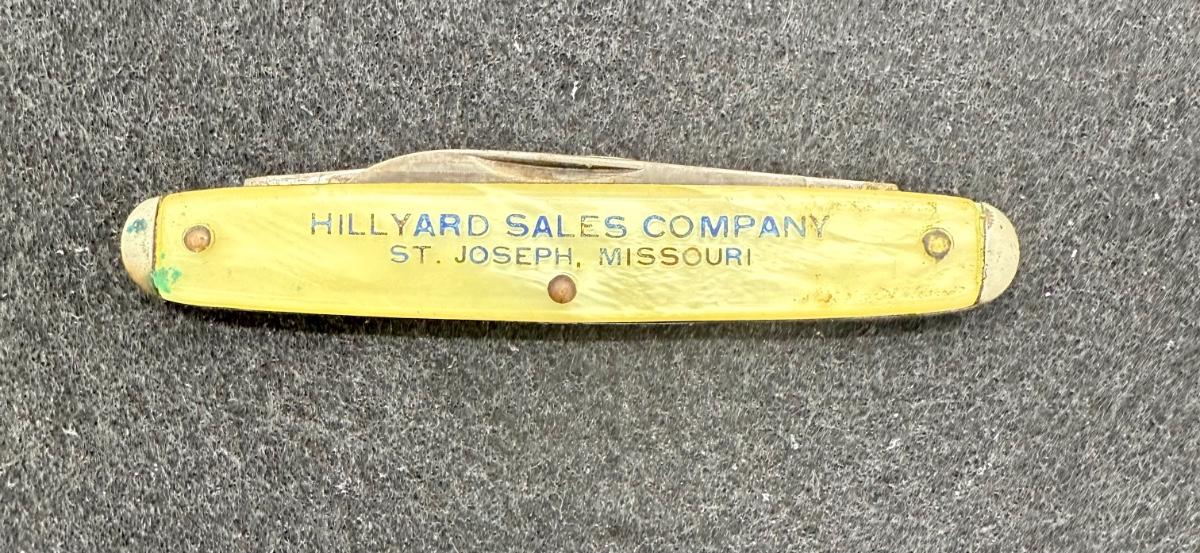 HILLYARD SALES COMPANY
ST. JOSEPH, MISSOURI